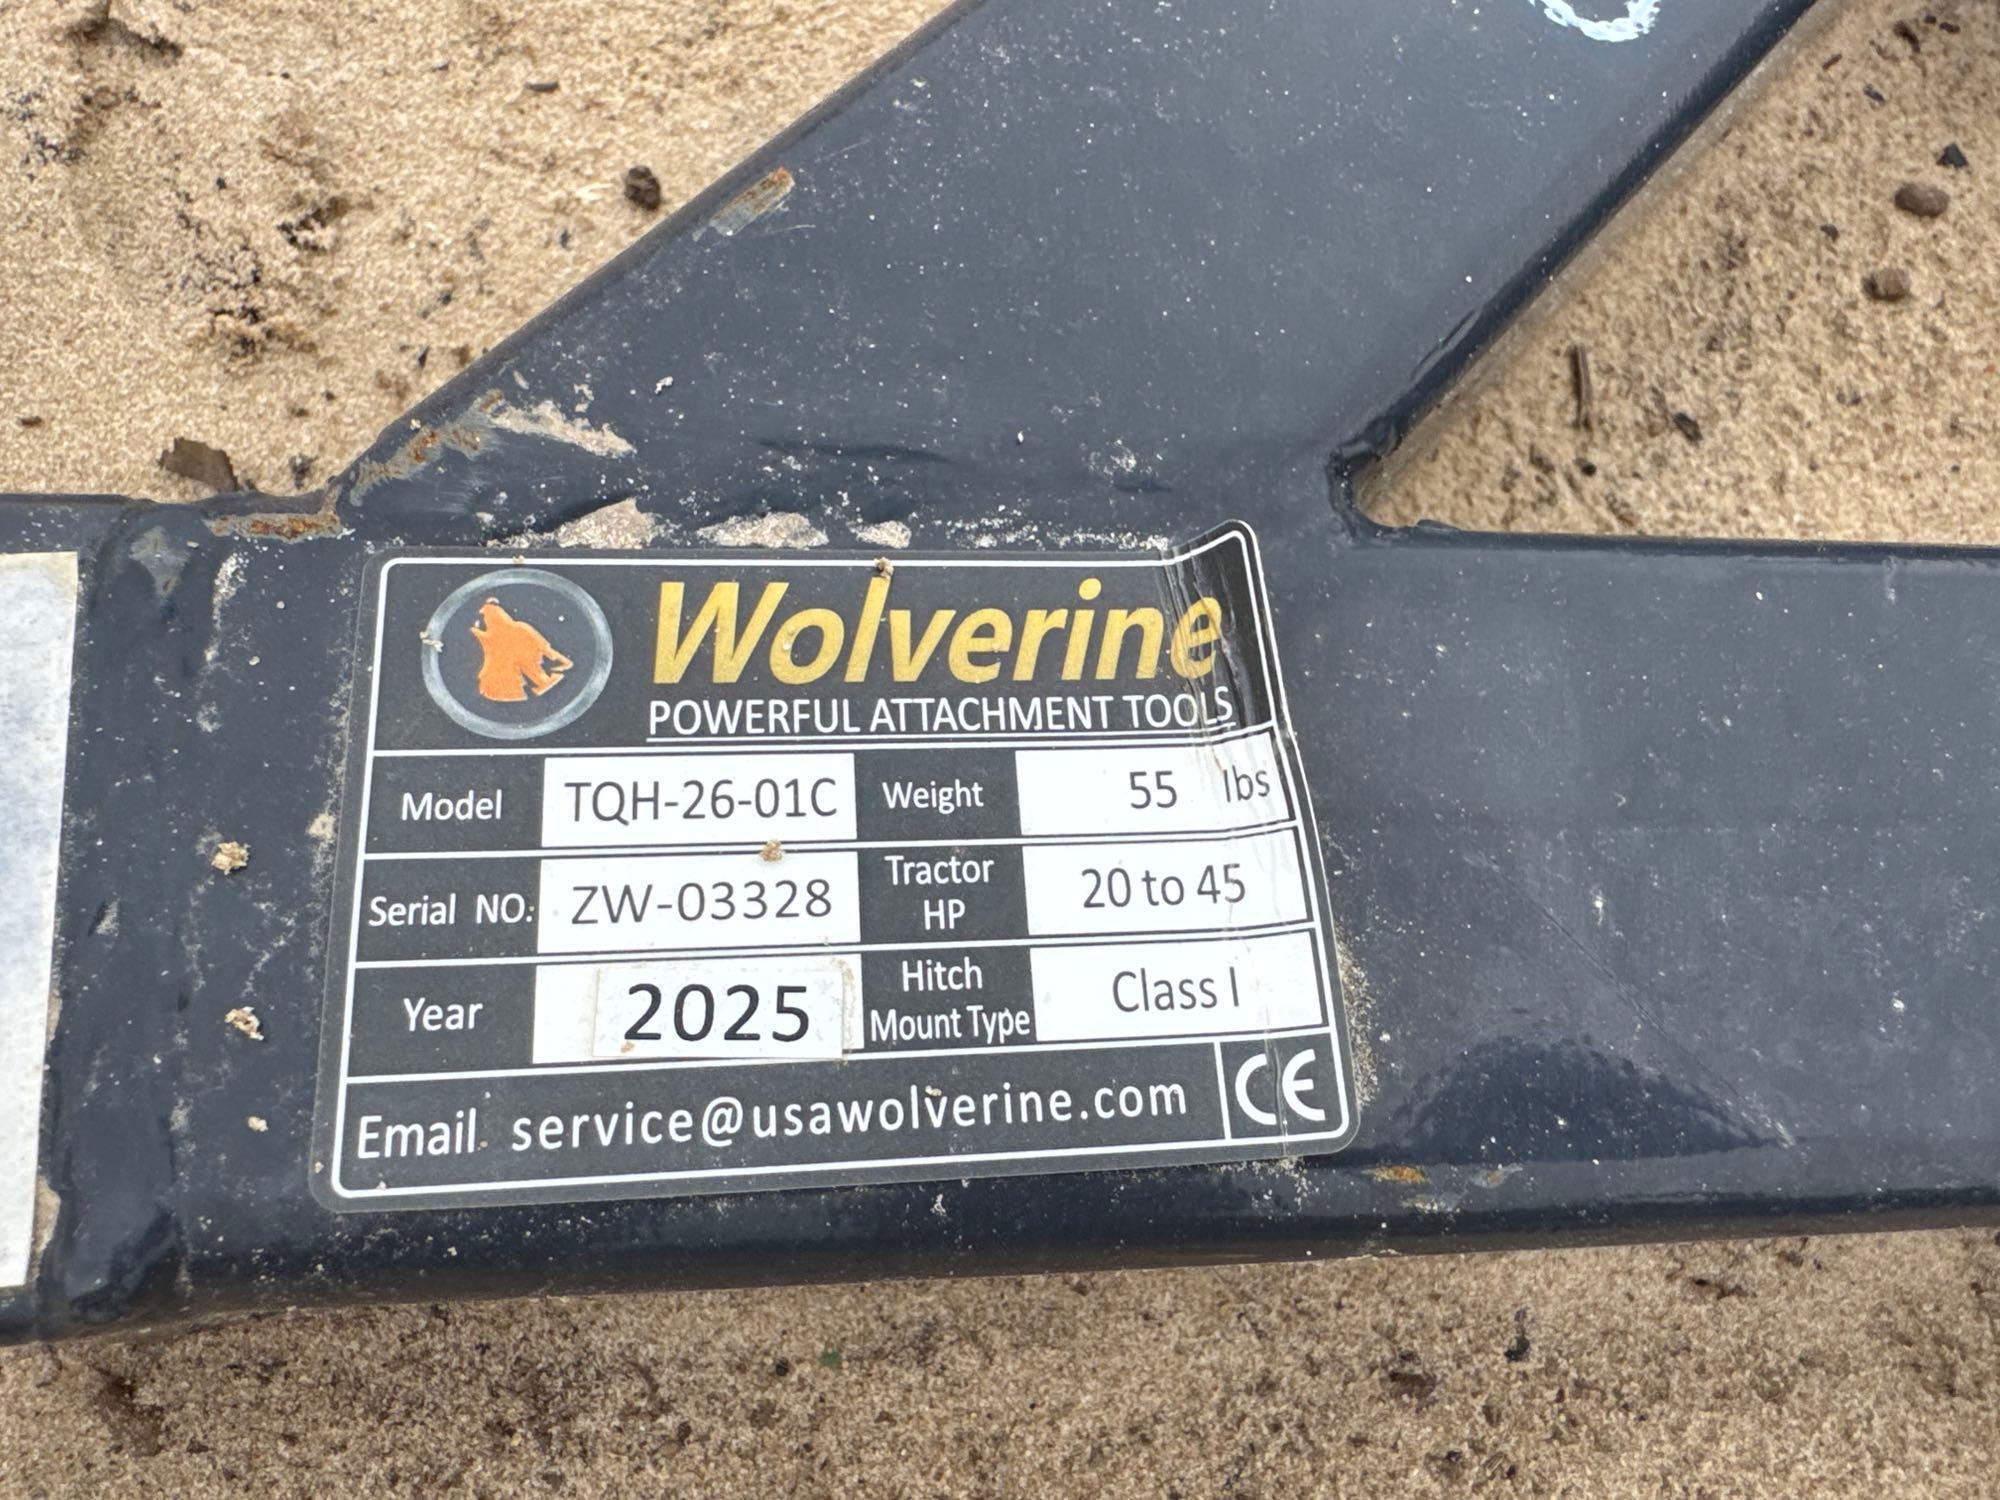 Wolverine
POWERFUL ATTACHMENT TOOLS
Model TQH-26-01C Weight 55 lbs
Serial NO.: ZW-03328 Tractor HP 20 to 45
Year 2025 Hitch Mount Type Class I
Email service@usawolverine.com CE